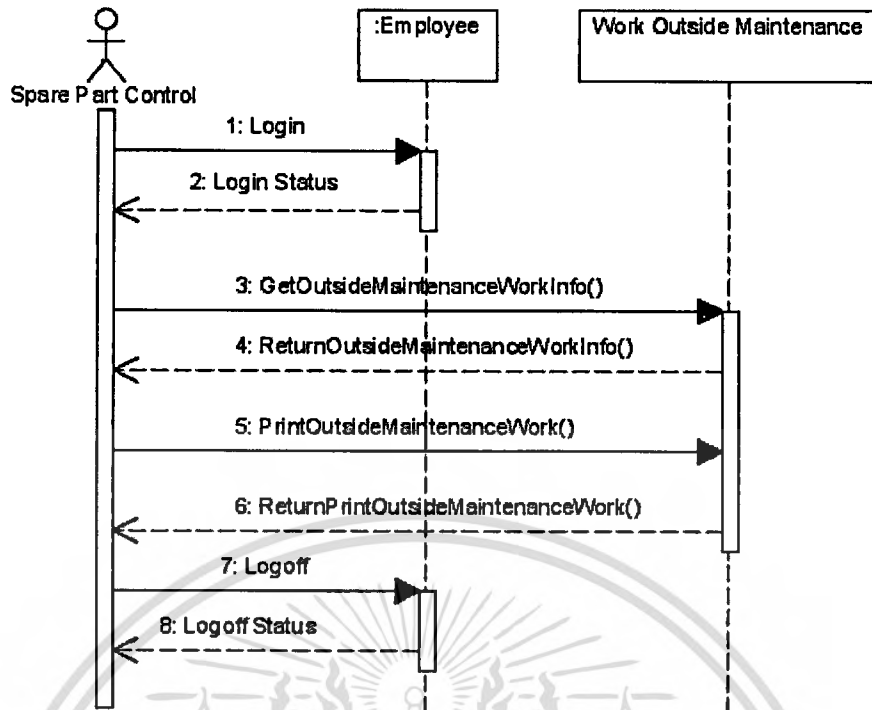 :Employee
Work Outside Maintenance
Spare Part Control
1: Login
2: Login Status
3: GetOutsideMaintenanceWorkInfo()
4: ReturnOutsideMaintenanceWorkInfo()
5: PrintOutsideMaintenanceWork()
6: ReturnPrintOutsideMaintenanceWork()
7: Logoff
8: Logoff Status